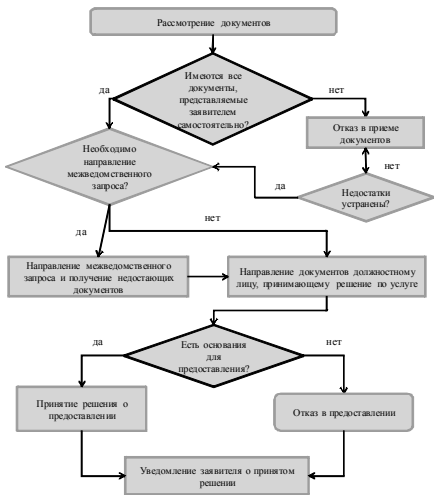 Рассмотрение документов
Имеются все
документы,
представляемые
заявителем
самостоятельно?
да
нет
Отказ в приеме
документов
Необходимо
направление
межведомственного
запроса?
нет
да
Недостатки
устранены?
нет
да
Направление межведомственного
запроса и получение недостающих
документов
Направление документов должностному
лицу, принимающему решение по услуге
Есть основания
для
предоставления?
да
нет
Принятие решения о
предоставлении
Отказ в предоставлении
Уведомление заявителя о принятом
решении